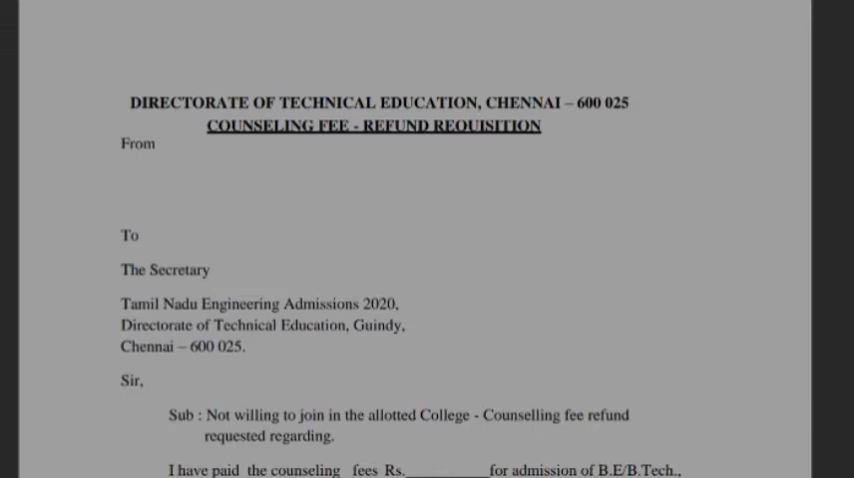 DIRECTORATE OF TECHNICAL EDUCATION, CHENNAI – 600 025
COUNSELING FEE - REFUND REQUISITION
From
To
The Secretary
Tamil Nadu Engineering Admissions 2020,
Directorate of Technical Education, Guindy,
Chennai – 600 025.
Sir,
Sub : Not willing to join in the allotted College - Counselling fee refund
requested regarding.
I have paid the counseling fees Rs.__________for admission of B.E/B.Tech.,